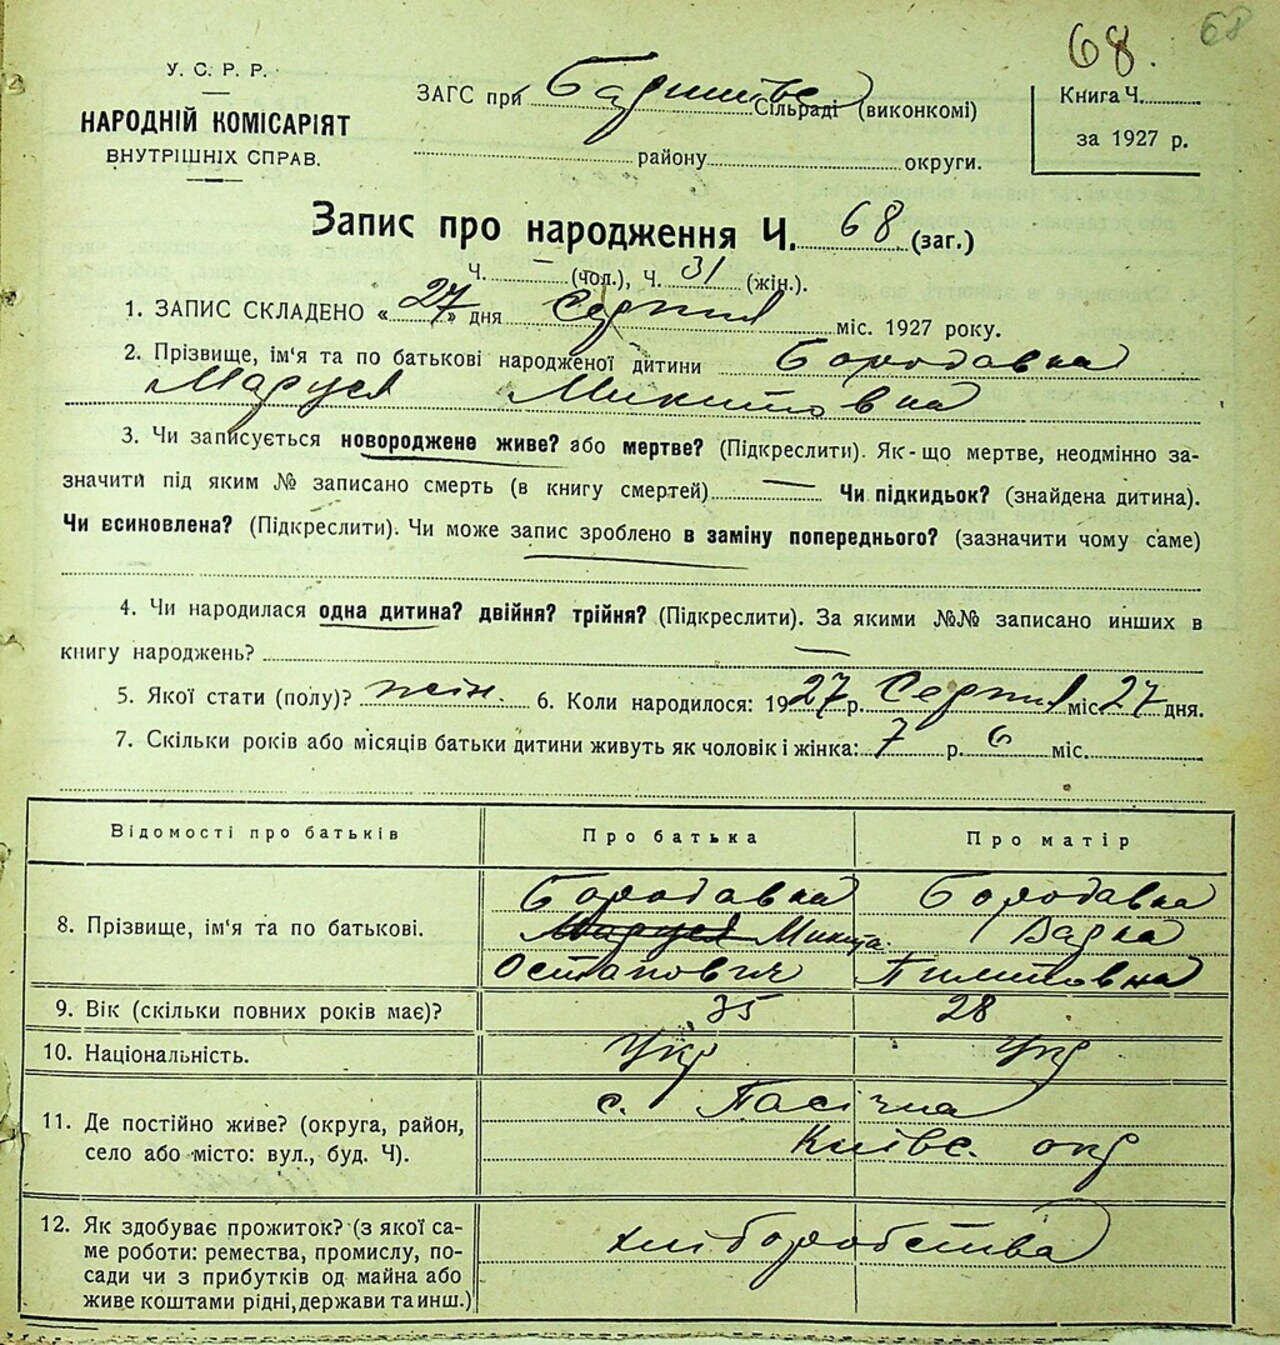 68. 68
У. С. Р. Р.
НАРОДНІЙ КОМІСАРІЯТ
ВНУТРІШНІХ СПРАВ.
ЗАГС при Сільраді (виконкомі)
району округи.
Книга Ч.
за 1927 р.
Запис про народження Ч. 68 (заг.)
Ч. — (чол.), Ч. 31 (жін.).
1. ЗАПИС СКЛАДЕНО «27» дня Серпня міс. 1927 року.
2. Прізвище, ім'я та по батькові народженої дитини Бородавка
Маруся Микитовна
3. Чи записується новороджене живе? або мертве? (Підкреслити). Як-що мертве, неодмінно за-
значити під яким № записано смерть (в книгу смертей) — Чи підкидьок? (знайдена дитина).
Чи всиновлена? (Підкреслити). Чи може запис зроблено в заміну попереднього? (зазначити чому саме)
4. Чи народилася одна дитина? двійня? трійня? (Підкреслити). За якими №№ записано инших в
книгу народжень? —
5. Якої стати (полу)? жін. 6. Коли народилося: 1927 р. Серпня міс. 27 дня.
7. Скільки років або місяців батьки дитини живуть як чоловік і жінка: 7 р. 6 міс.
Відомості про батьків
Про батька
Про матір
8. Прізвище, ім'я та по батькові.
Бородавка
Маруся Микита
Остапович
Бородавка
Варка
Пилиповна
9. Вік (скільки повних років має)? 35 28
10. Національність. Укр Укр
11. Де постійно живе? (округа, район,
село або місто: вул., буд. Ч).
с. Пасічна
Київс. окр
12. Як здобуває прожиток? (з якої са-
ме роботи: ремества, промислу, по-
сади чи з прибутків од майна або
живе коштами рідні, держави та инш.)
хліборобства